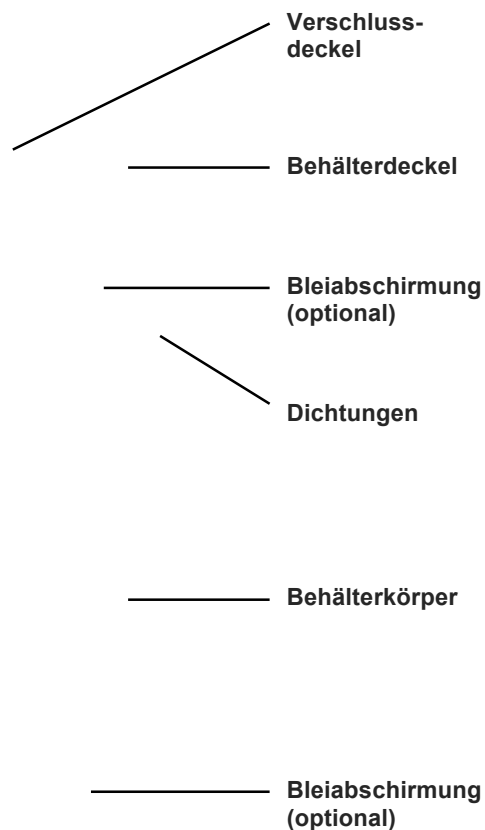 Verschluss-
deckel
Behälterdeckel
Bleiabschirmung
(optional)
Dichtungen
Behälterkörper
Bleiabschirmung
(optional)